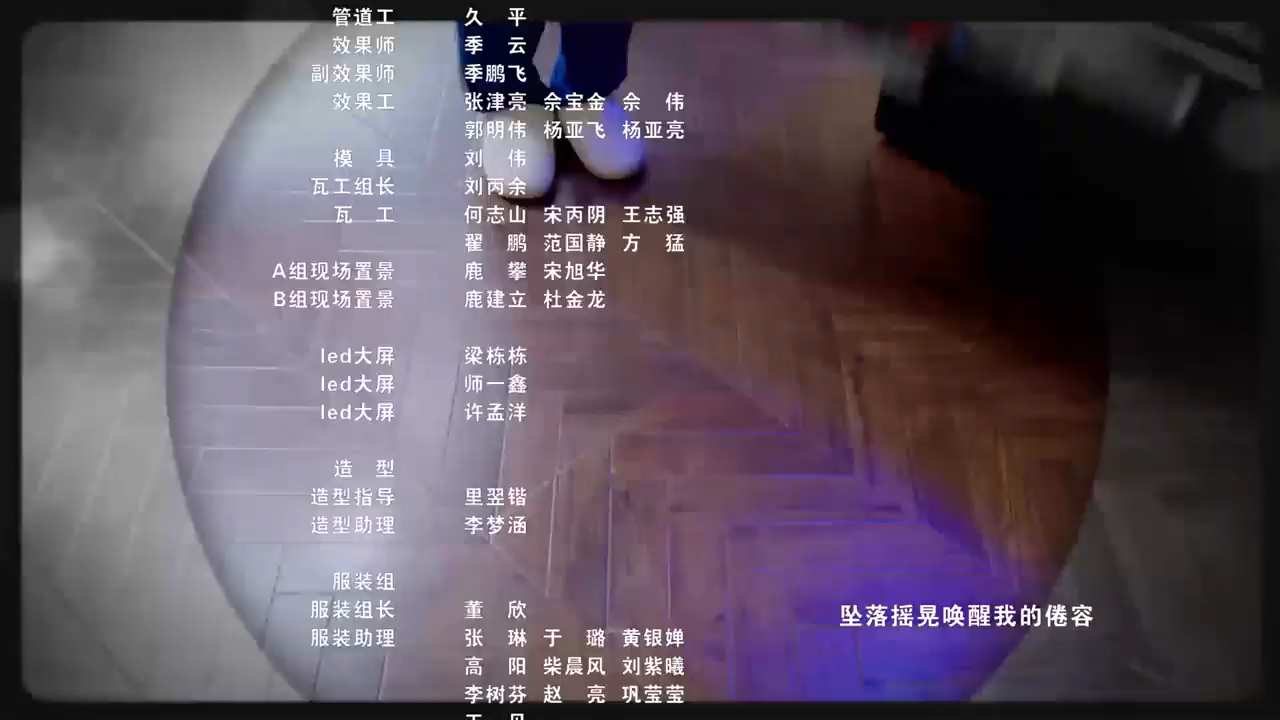 管道工 久 平
效果师 季 云
副效果师 季鹏飞
效果工 张津亮 佘宝金 佘 伟
郭明伟 杨亚飞 杨亚亮
模 具 刘 伟
瓦工组长 刘丙余
瓦 工 何志山 宋丙阴 王志强
翟 鹏 范国静 方 猛
A组现场置景 鹿 攀 宋旭华
B组现场置景 鹿建立 杜金龙
led大屏 梁栋栋
led大屏 师一鑫
led大屏 许孟洋
造 型
造型指导 里翌锴
造型助理 李梦涵
服装组
服装组长 董 欣
坠落摇晃唤醒我的倦容
服装助理 张 琳 于 璐 黄银婵
高 阳 柴晨风 刘紫曦
李树芬 赵 亮 巩莹莹